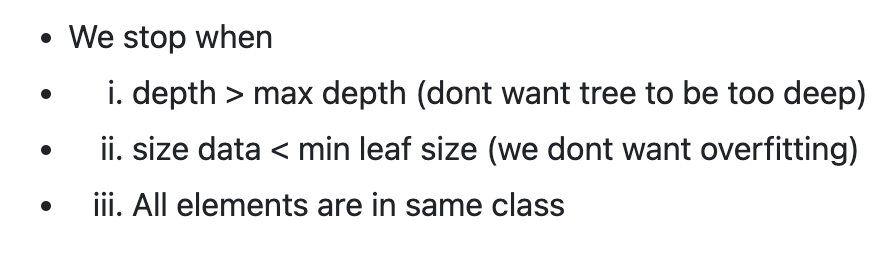 • We stop when
• i. depth > max depth (dont want tree to be too deep)
• ii. size data < min leaf size (we dont want overfitting)
• iii. All elements are in same class